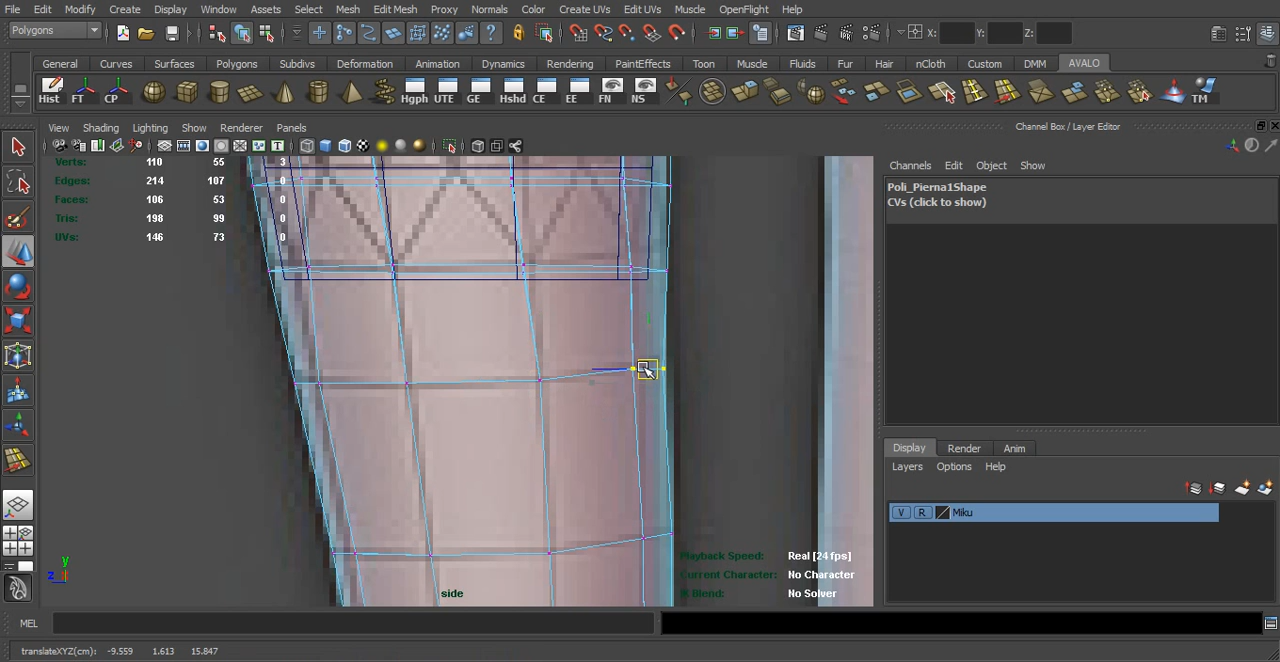 File Edit Modify Create Display Window Assets Select Mesh Edit Mesh Proxy Normals Color Create UVs Edit UVs Muscle OpenFlight Help
Polygons X: Y: Z:
General Curves Surfaces Polygons Subdivs Deformation Animation Dynamics Rendering PaintEffects Toon Muscle Fluids Fur Hair nCloth Custom DMM AVALO
Hist FT CP Hgph UTE GE Hshd CE EE FN NS TM
View Shading Lighting Show Renderer Panels
Channel Box / Layer Editor
Verts: 110 55 3
Edges: 214 107 0
Faces: 106 53 0
Tris: 198 99 0
UVs: 146 73 0
Channels Edit Object Show
Poli_Pierna1Shape
CVs (click to show)
Display Render Anim
Layers Options Help
V R Miku
Playback Speed: Real [24 fps]
Current Character: No Character
Blend: No Solver
y
z
side
MEL
translateXYZ(cm): -9.559 1.613 15.847